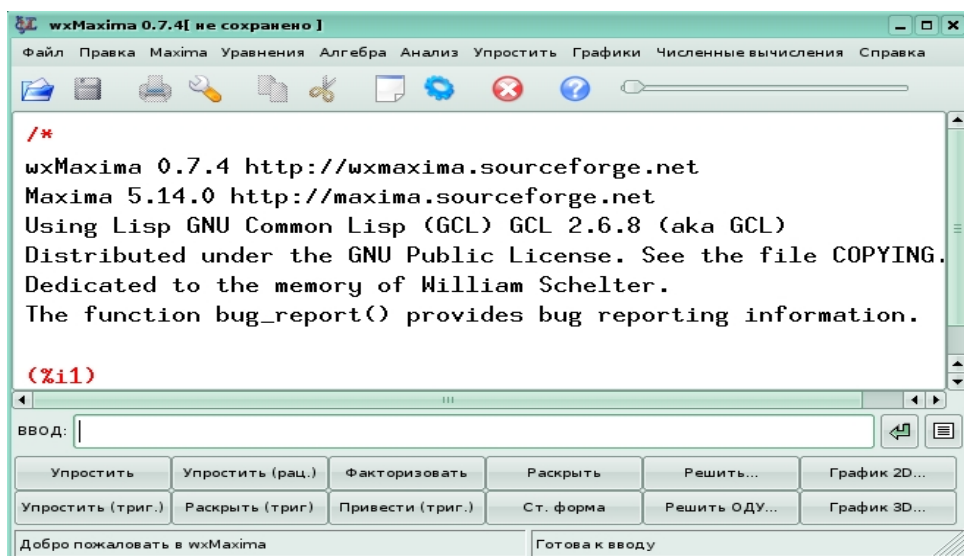 wxMaxima 0.7.4[ не сохранено ]
Файл Правка Maxima Уравнения Алгебра Анализ Упростить Графики Численные вычисления Справка
/*
wxMaxima 0.7.4 http://wxmaxima.sourceforge.net
Maxima 5.14.0 http://maxima.sourceforge.net
Using Lisp GNU Common Lisp (GCL) GCL 2.6.8 (aka GCL)
Distributed under the GNU Public License. See the file COPYING.
Dedicated to the memory of William Schelter.
The function bug_report() provides bug reporting information.
(%i1)
ВВОД:
Упростить Упростить (рац.) Факторизовать Раскрыть Решить... График 2D...
Упростить (триг.) Раскрыть (триг) Привести (триг.) Ст. форма Решить ОДУ... График 3D...
Добро пожаловать в wxMaxima Готова к вводу